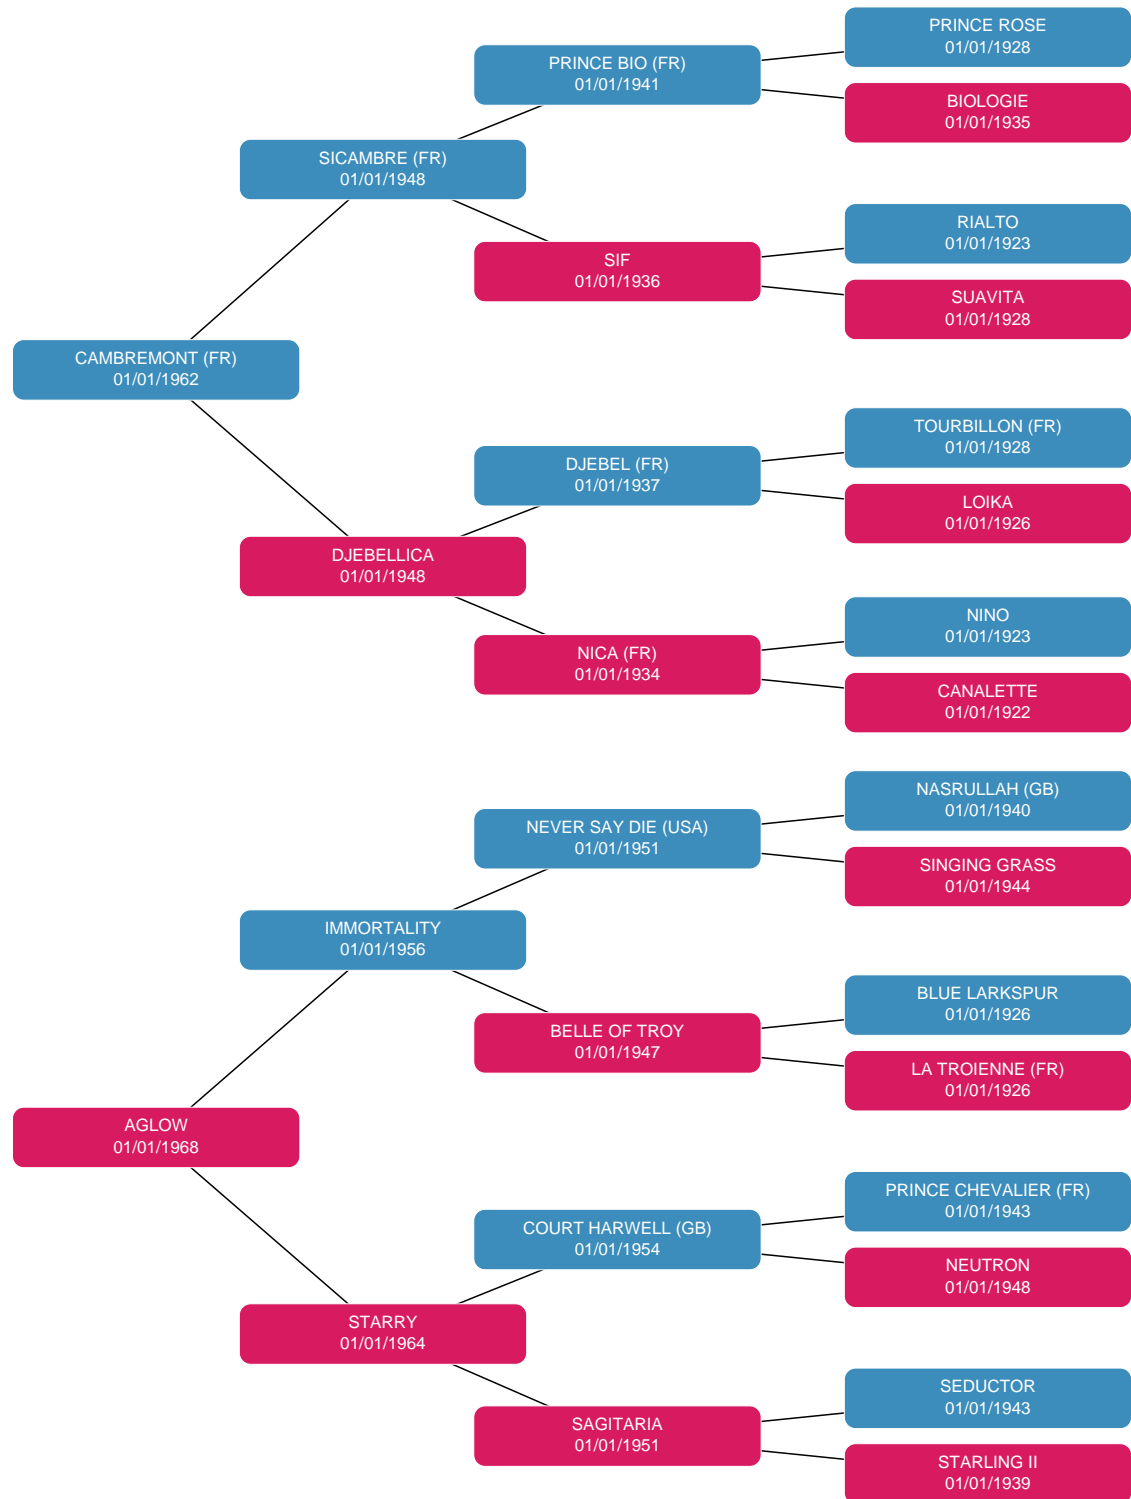 PRINCE ROSE
01/01/1928
PRINCE BIO (FR)
01/01/1941
BIOLOGIE
01/01/1935
SICAMBRE (FR)
01/01/1948
RIALTO
01/01/1923
SIF
01/01/1936
SUAVITA
01/01/1928
CAMBREMONT (FR)
01/01/1962
TOURBILLON (FR)
01/01/1928
DJEBEL (FR)
01/01/1937
LOIKA
01/01/1926
DJEBELLICA
01/01/1948
NINO
01/01/1923
NICA (FR)
01/01/1934
CANALETTE
01/01/1922
NASRULLAH (GB)
01/01/1940
NEVER SAY DIE (USA)
01/01/1951
SINGING GRASS
01/01/1944
IMMORTALITY
01/01/1956
BLUE LARKSPUR
01/01/1926
BELLE OF TROY
01/01/1947
LA TROIENNE (FR)
01/01/1926
AGLOW
01/01/1968
PRINCE CHEVALIER (FR)
01/01/1943
COURT HARWELL (GB)
01/01/1954
NEUTRON
01/01/1948
STARRY
01/01/1964
SEDUCTOR
01/01/1943
SAGITARIA
01/01/1951
STARLING II
01/01/1939